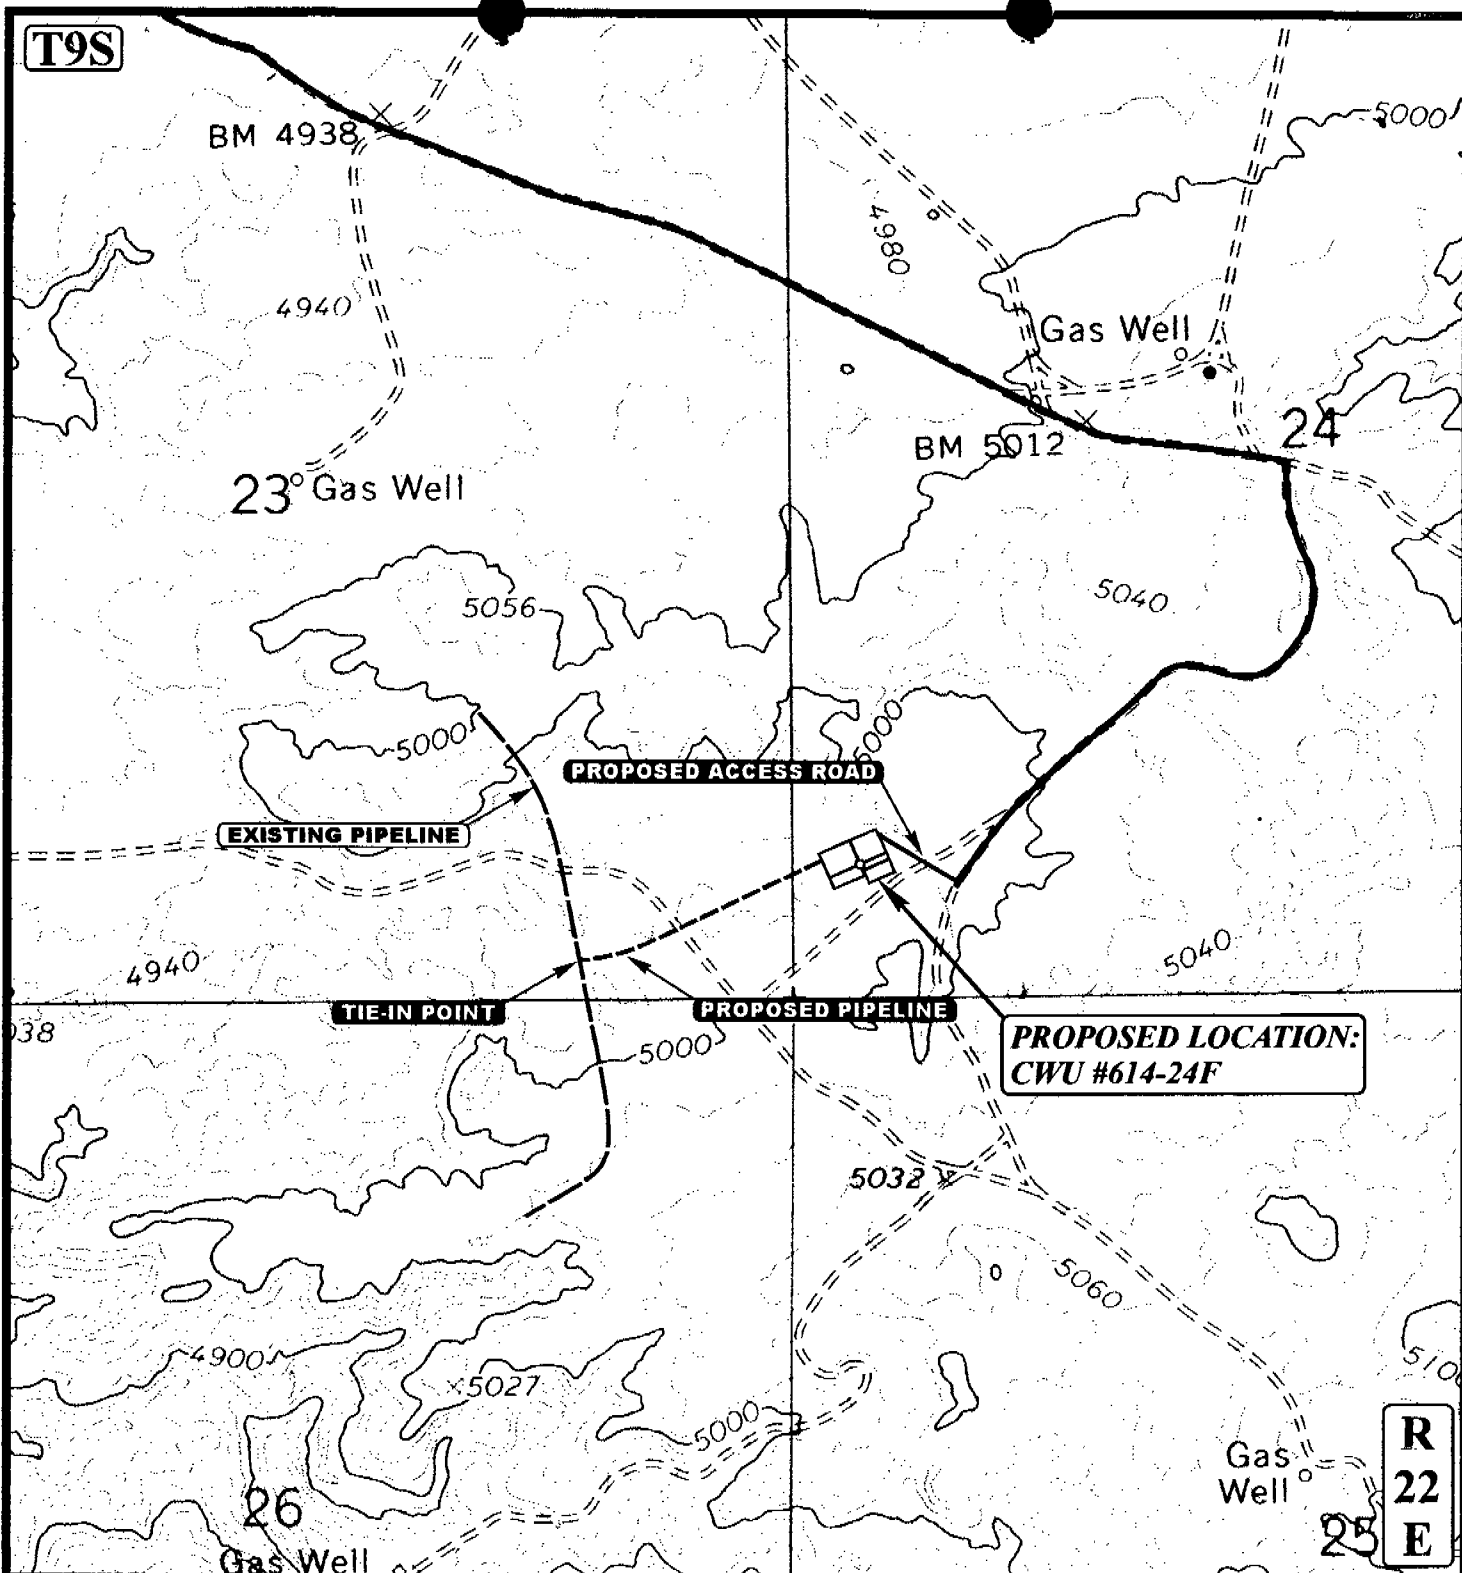 T9S
5000
BM 4938
4980
4940
Gas Well
24
BM 5012
23 Gas Well
5040
5056
5000
5000
PROPOSED ACCESS ROAD
EXISTING PIPELINE
4940
5040
TIE-IN POINT
PROPOSED PIPELINE
038
5000
PROPOSED LOCATION:
CWU #614-24F
5032
5060
4900
5027
5100
5000
R
22
E
Gas
Well
26
25
Gas Well